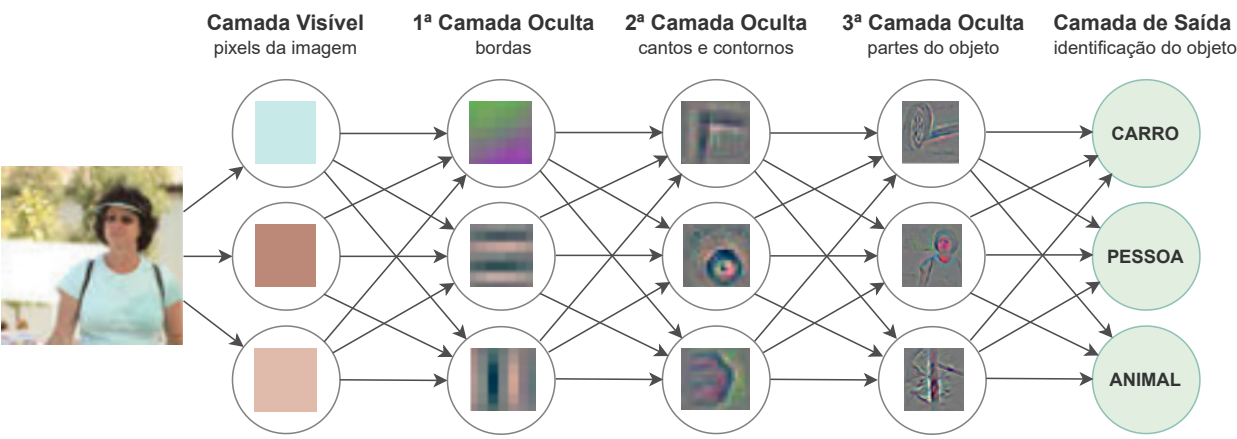 Camada Visível
pixels da imagem
1ª Camada Oculta
bordas
2ª Camada Oculta
cantos e contornos
3ª Camada Oculta
partes do objeto
Camada de Saída
identificação do objeto
CARRO
PESSOA
ANIMAL